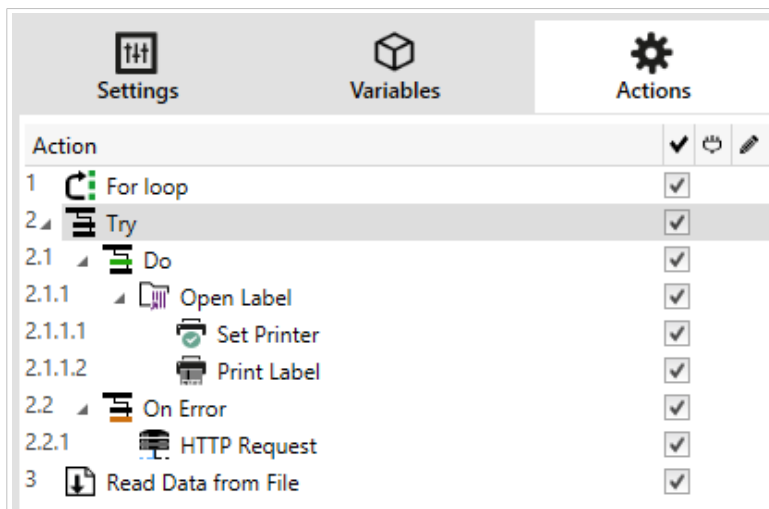 Settings Variables Actions
Action
1 For loop
2 Try
2.1 Do
2.1.1 Open Label
2.1.1.1 Set Printer
2.1.1.2 Print Label
2.2 On Error
2.2.1 HTTP Request
3 Read Data from File